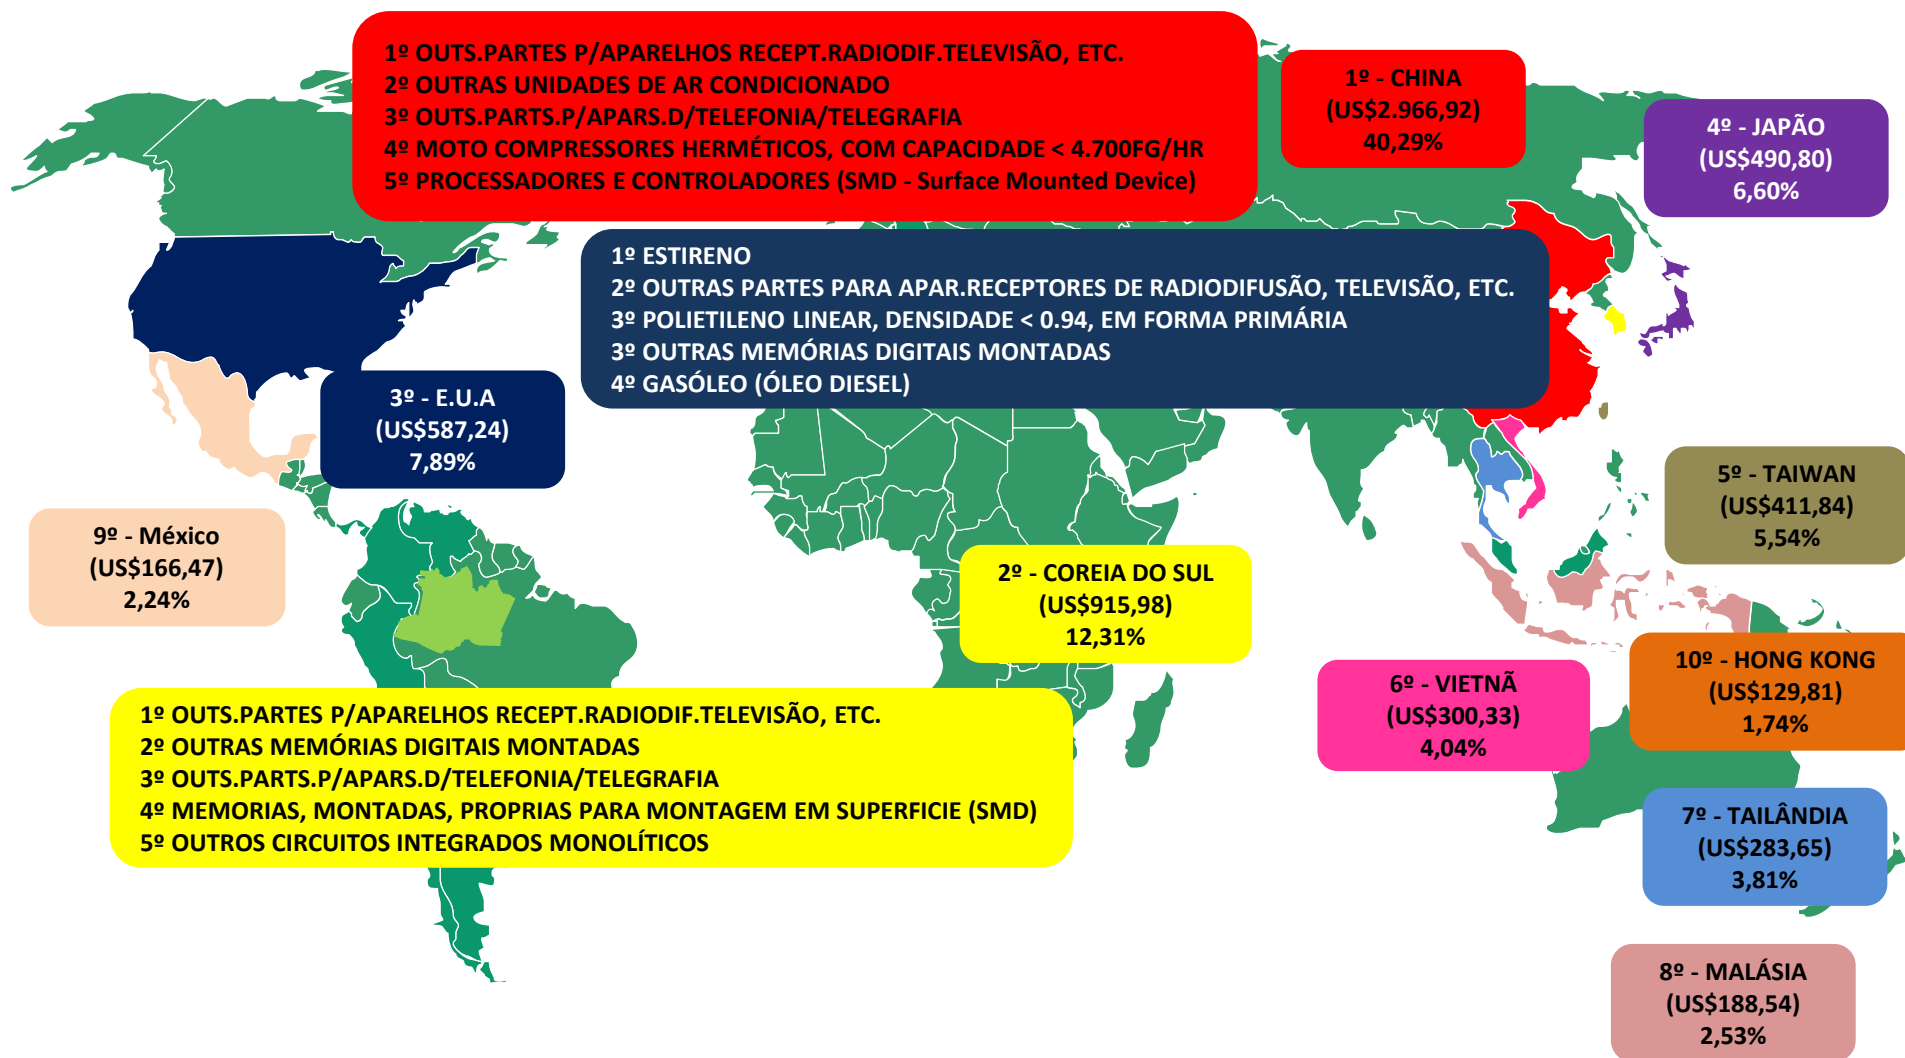 1º OUTS.PARTES P/APARELHOS RECEPT.RADIODIF.TELEVISÃO, ETC.
2º OUTRAS UNIDADES DE AR CONDICIONADO
3º OUTS.PARTS.P/APARS.D/TELEFONIA/TELEGRAFIA
4º MOTO COMPRESSORES HERMÉTICOS, COM CAPACIDADE < 4.700FG/HR
5º PROCESSADORES E CONTROLADORES (SMD - Surface Mounted Device)
1º - CHINA
(US$2.966,92)
40,29%
4º - JAPÃO
(US$490,80)
6,60%
1º ESTIRENO
2º OUTRAS PARTES PARA APAR.RECEPTORES DE RADIODIFUSÃO, TELEVISÃO, ETC.
3º POLIETILENO LINEAR, DENSIDADE < 0.94, EM FORMA PRIMÁRIA
3º OUTRAS MEMÓRIAS DIGITAIS MONTADAS
4º GASÓLEO (ÓLEO DIESEL)
3º - E.U.A
(US$587,24)
7,89%
5º - TAIWAN
(US$411,84)
5,54%
9º - México
(US$166,47)
2,24%
2º - COREIA DO SUL
(US$915,98)
12,31%
10º - HONG KONG
(US$129,81)
1,74%
6º - VIETNÃ
(US$300,33)
4,04%
1º OUTS.PARTES P/APARELHOS RECEPT.RADIODIF.TELEVISÃO, ETC.
2º OUTRAS MEMÓRIAS DIGITAIS MONTADAS
3º OUTS.PARTS.P/APARS.D/TELEFONIA/TELEGRAFIA
4º MEMORIAS, MONTADAS, PROPRIAS PARA MONTAGEM EM SUPERFICIE (SMD)
5º OUTROS CIRCUITOS INTEGRADOS MONOLÍTICOS
7º - TAILÂNDIA
(US$283,65)
3,81%
8º - MALÁSIA
(US$188,54)
2,53%